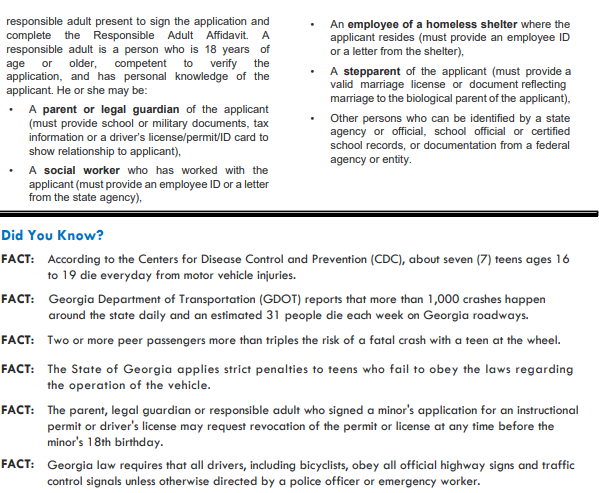 responsible adult present to sign the application and
complete the Responsible Adult Affidavit. A
responsible adult is a person who is 18 years of
age or older, competent to verify the
application, and has personal knowledge of the
applicant. He or she may be:
• A parent or legal guardian of the applicant
(must provide school or military documents, tax
information or a driver's license/permit/ID card to
show relationship to applicant),
• A social worker who has worked with the
applicant (must provide an employee ID or a letter
from the state agency),
• An employee of a homeless shelter where the
applicant resides (must provide an employee ID
or a letter from the shelter),
• A stepparent of the applicant (must provide a
valid marriage license or document reflecting
marriage to the biological parent of the applicant),
• Other persons who can be identified by a state
agency or official, school official or certified
school records, or documentation from a federal
agency or entity.
Did You Know?
FACT: According to the Centers for Disease Control and Prevention (CDC), about seven (7) teens ages 16
to 19 die everyday from motor vehicle injuries.
FACT: Georgia Department of Transportation (GDOT) reports that more than 1,000 crashes happen
around the state daily and an estimated 31 people die each week on Georgia roadways.
FACT: Two or more peer passengers more than triples the risk of a fatal crash with a teen at the wheel.
FACT: The State of Georgia applies strict penalties to teens who fail to obey the laws regarding
the operation of the vehicle.
FACT: The parent, legal guardian or responsible adult who signed a minor's application for an instructional
permit or driver's license may request revocation of the permit or license at any time before the
minor's 18th birthday.
FACT: Georgia law requires that all drivers, including bicyclists, obey all official highway signs and traffic
control signals unless otherwise directed by a police officer or emergency worker.